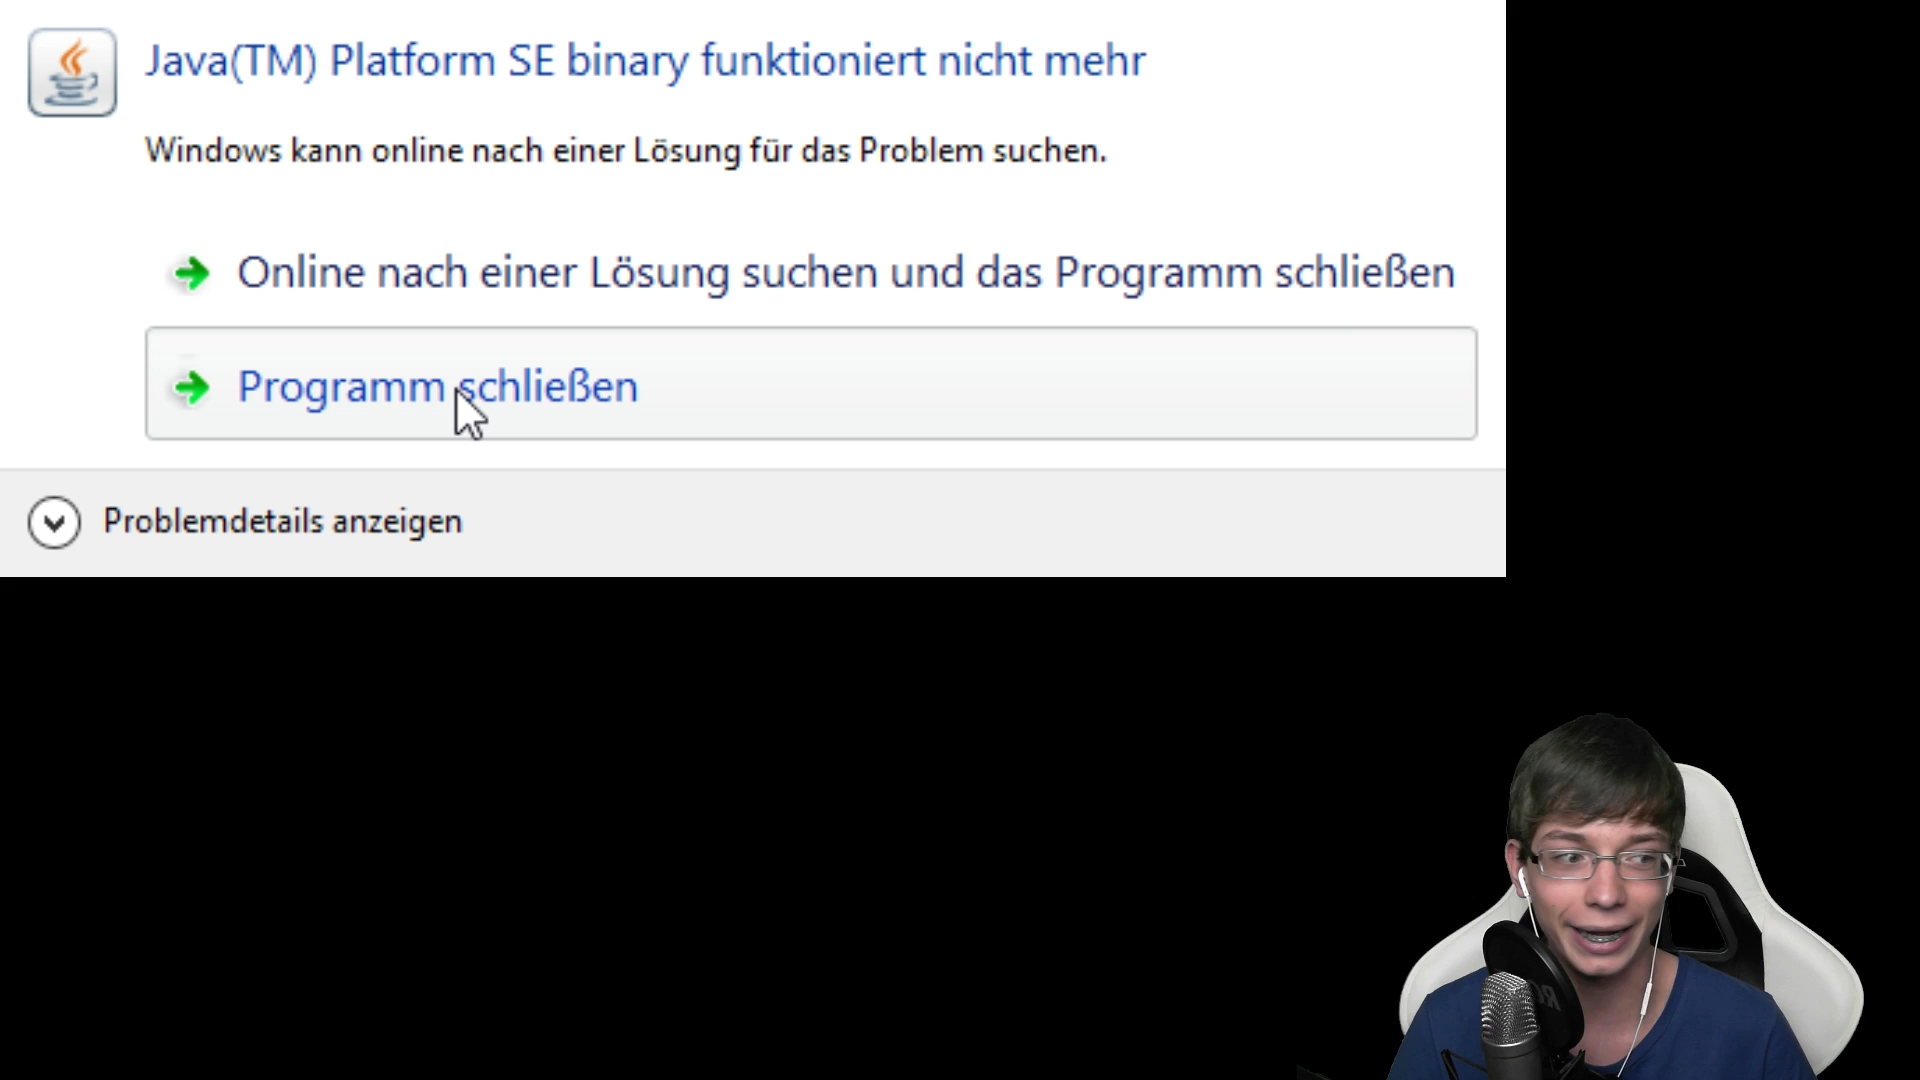 Java(TM) Platform SE binary funktioniert nicht mehr
Windows kann online nach einer Lösung für das Problem suchen.
Online nach einer Lösung suchen und das Programm schließen
Programm schließen
Problemdetails anzeigen